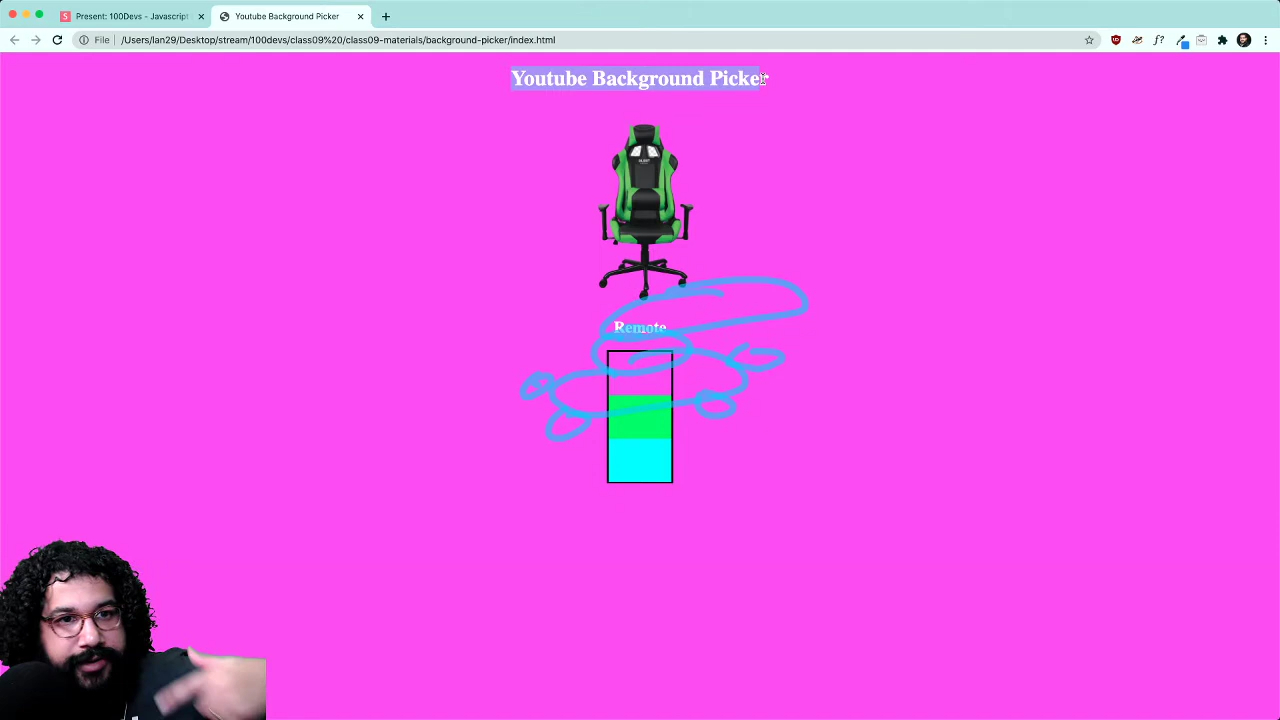 Present: 100Devs - Javascript
Youtube Background Picker
File
/Users/lan29/Desktop/stream/100devs/class09%20/class09-materials/background-picker/index.html
f?
Youtube Background Picker
Remote